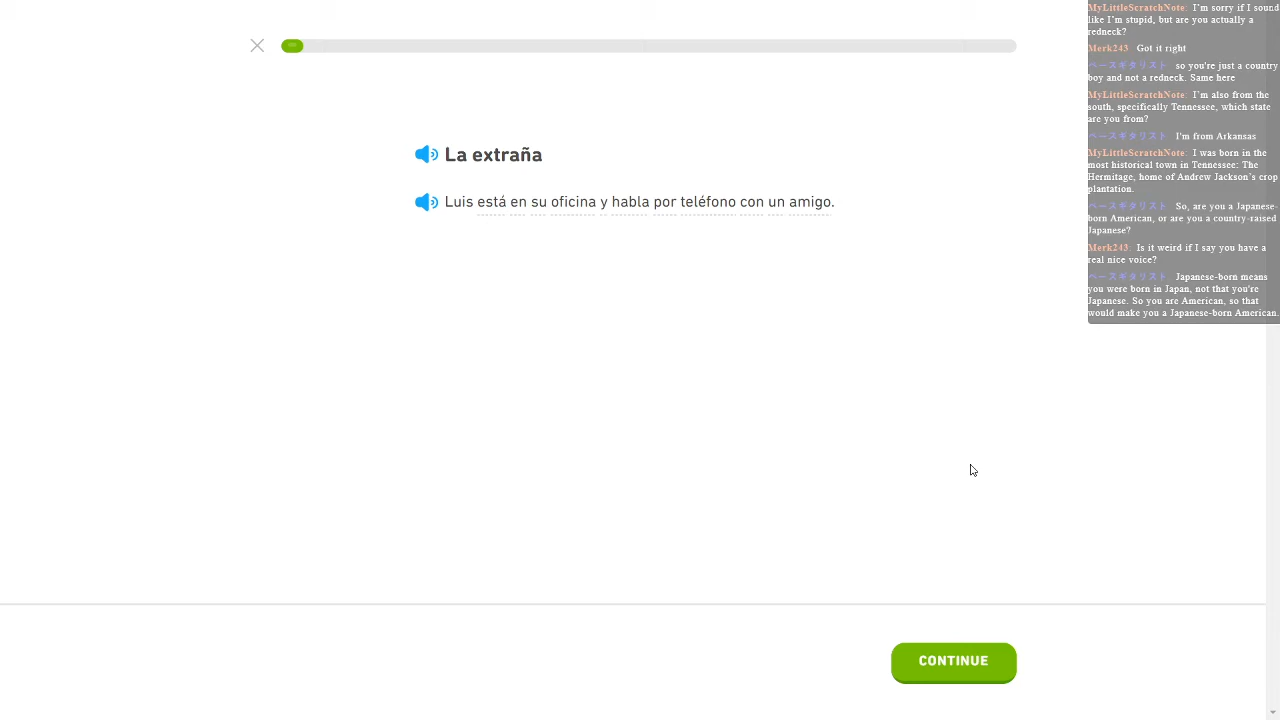 La extraña
Luis está en su oficina y habla por teléfono con un amigo.
CONTINUE
MyLittleScratchNote: I'm sorry if I sound
like I'm stupid, but are you actually a
redneck?
Merk243 Got it right
ベースギタリスト so you're just a country
boy and not a redneck. Same here
MyLittleScratchNote: I'm also from the
south, specifically Tennessee, which state
are you from?
ベースギタリスト I'm from Arkansas
MyLittleScratchNote: I was born in the
most historical town in Tennessee: The
Hermitage, home of Andrew Jackson's crop
plantation.
ベースギタリスト So, are you a Japanese-
born American, or are you a country-raised
Japanese?
Merk243: Is it weird if I say you have a
real nice voice?
ベースギタリスト Japanese-born means
you were born in Japan, not that you're
Japanese. So you are American, so that
would make you a Japanese-born American.